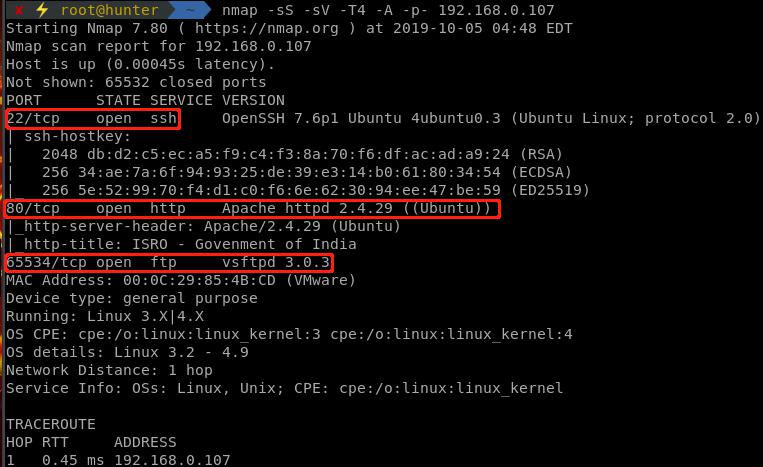 ✘ ⚡ root@hunter ~ nmap -sS -sV -T4 -A -p- 192.168.0.107
Starting Nmap 7.80 ( https://nmap.org ) at 2019-10-05 04:48 EDT
Nmap scan report for 192.168.0.107
Host is up (0.00045s latency).
Not shown: 65532 closed ports
PORT      STATE SERVICE VERSION
22/tcp    open  ssh     OpenSSH 7.6p1 Ubuntu 4ubuntu0.3 (Ubuntu Linux; protocol 2.0)
| ssh-hostkey:
|   2048 db:d2:c5:ec:a5:f9:c4:f3:8a:70:f6:df:ac:ad:a9:24 (RSA)
|   256 34:ae:7a:6f:94:93:25:de:39:e3:14:b0:61:80:34:54 (ECDSA)
|_  256 5e:52:99:70:f4:d1:c0:f6:6e:62:30:94:ee:47:be:59 (ED25519)
80/tcp    open  http    Apache httpd 2.4.29 ((Ubuntu))
|_http-server-header: Apache/2.4.29 (Ubuntu)
|_http-title: ISRO - Govenment of India
65534/tcp open  ftp     vsftpd 3.0.3
MAC Address: 00:0C:29:85:4B:CD (VMware)
Device type: general purpose
Running: Linux 3.X|4.X
OS CPE: cpe:/o:linux:linux_kernel:3 cpe:/o:linux:linux_kernel:4
OS details: Linux 3.2 - 4.9
Network Distance: 1 hop
Service Info: OSs: Linux, Unix; CPE: cpe:/o:linux:linux_kernel
TRACEROUTE
HOP RTT     ADDRESS
1   0.45 ms 192.168.0.107